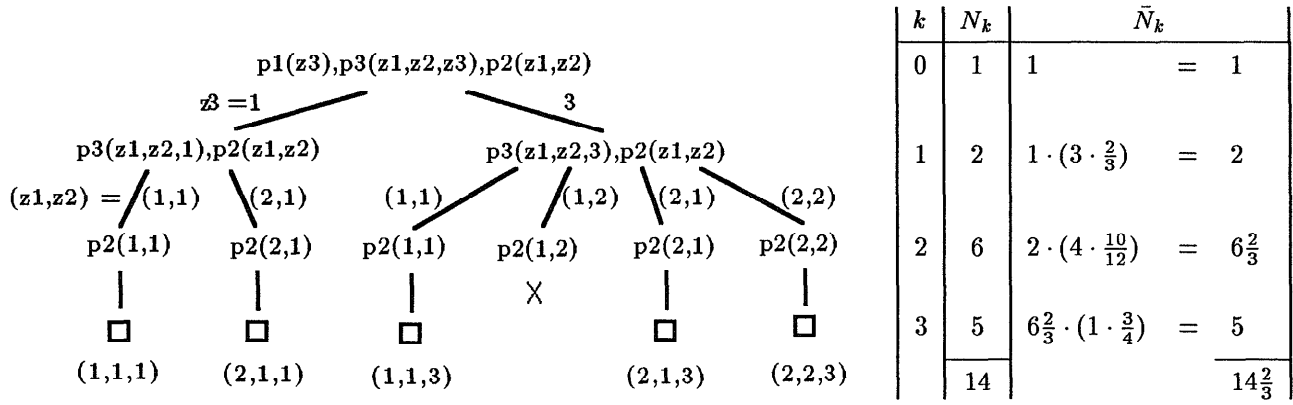 p1(z3),p3(z1,z2,z3),p2(z1,z2)
z3 =1 3
p3(z1,z2,1),p2(z1,z2) p3(z1,z2,3),p2(z1,z2)
(z1,z2) = (1,1) (2,1) (1,1) (1,2) (2,1) (2,2)
p2(1,1) p2(2,1) p2(1,1) p2(1,2) p2(2,1) p2(2,2)
X
(1,1,1) (2,1,1) (1,1,3) (2,1,3) (2,2,3)
k N_k N̄_k
0 1 1 = 1
1 2 1 · (3 · 2/3) = 2
2 6 2 · (4 · 10/12) = 6 2/3
3 5 6 2/3 · (1 · 3/4) = 5
14 14 2/3